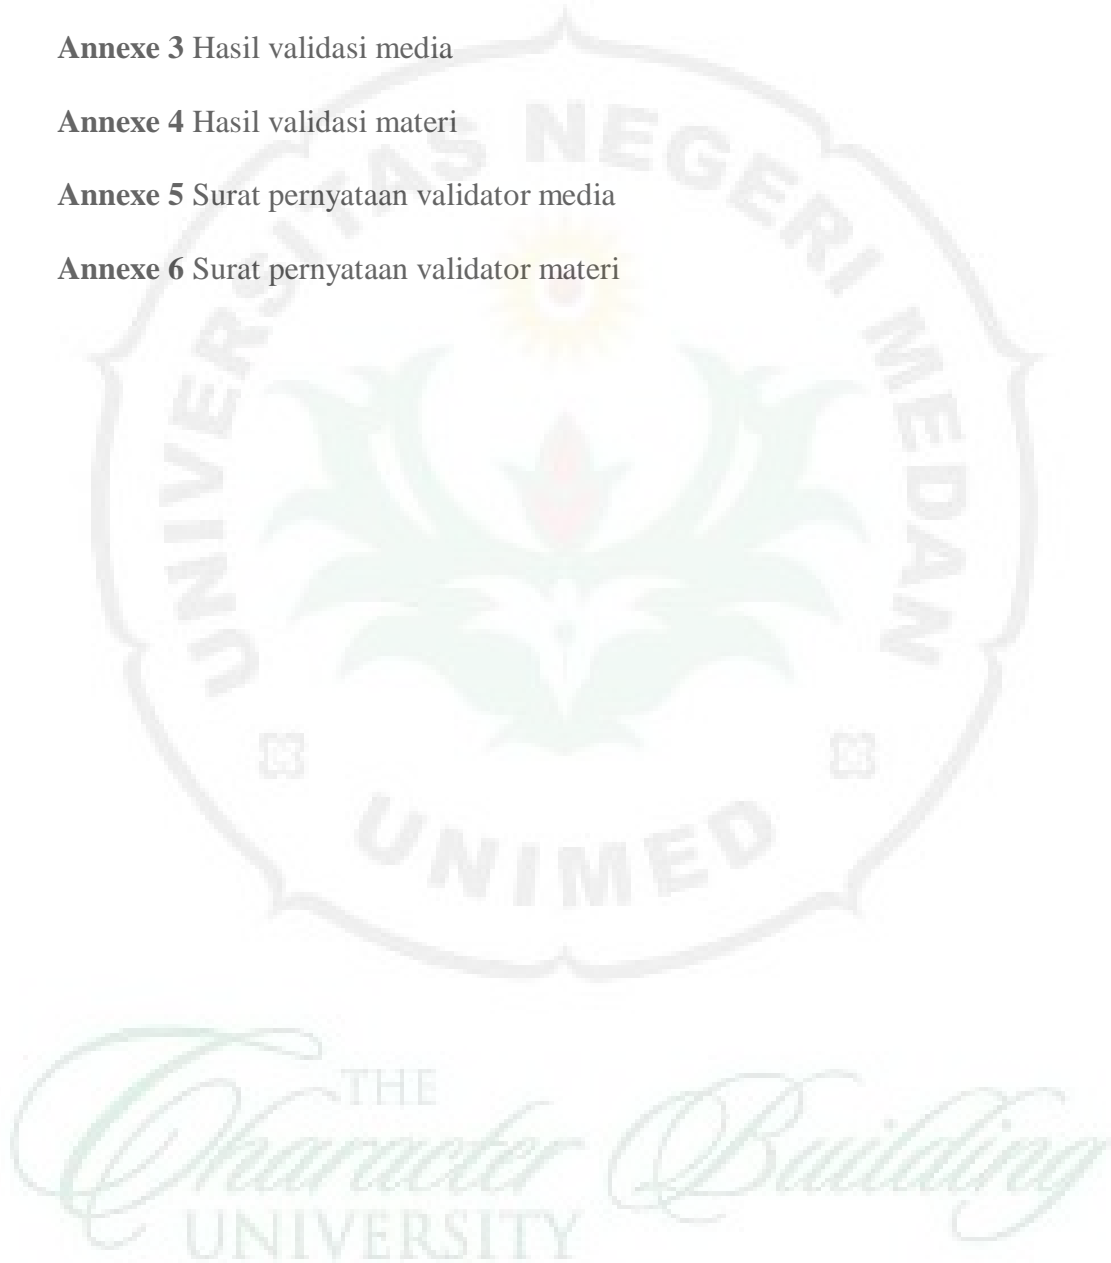 Annexe 3 Hasil validasi media
Annexe 4 Hasil validasi materi
Annexe 5 Surat pernyataan validator media
Annexe 6 Surat pernyataan validator materi
UNIVERSITAS NEGERI MEDAN
UNIMED
THE
Character Building
UNIVERSITY